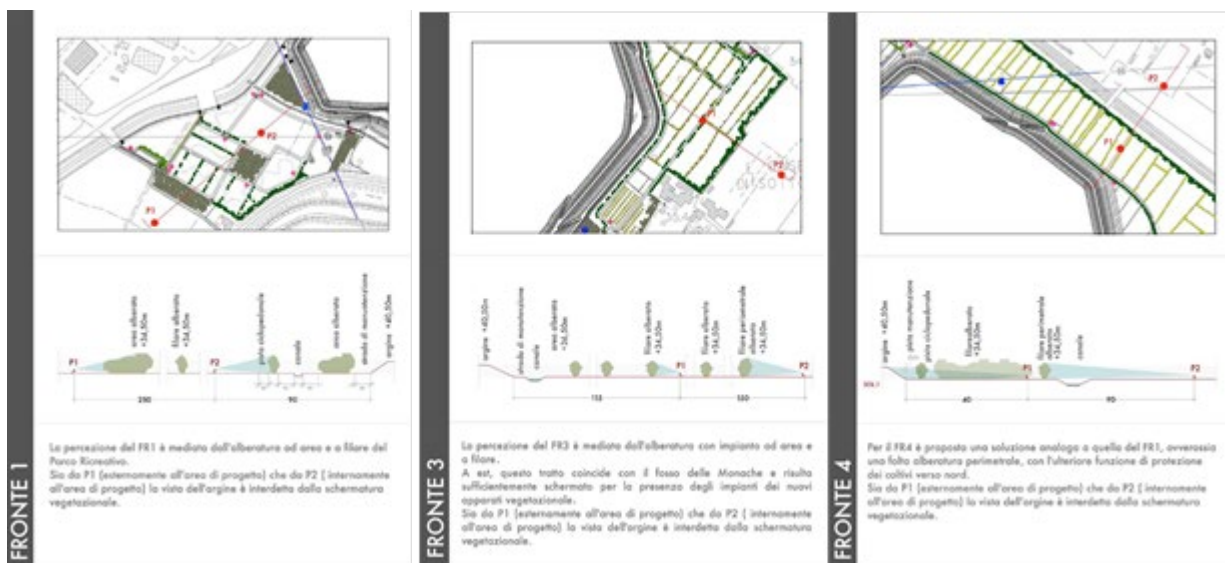 FRONTE 1
P2
P1
area alberata
+34,50m
filare alberato
+34,50m
pista ciclopedonale
canale
area alberata
strada di manutenzione
argine +40,50m
P1
P2
250
90
La percezione del FR1 è mediata dall'alberatura ad area e a filare del
Parco Ricreativo.
Sia da P1 (esternamente all'area di progetto) che da P2 ( internamente
all'area di progetto) la vista dell'argine è interdetta dalla schermatura
vegetazionale.
FRONTE 3
P1
P2
argine +40,50m
strada di manutenzione
canale
area alberata
filare alberato
filare alberato
+34,50m
filare perimetrale
alberato
+34,50m
P1
P2
155
150
La percezione del FR3 è mediata dall'alberatura con impianto ad area e
a filare.
A est, questo tratto coincide con il fosso delle Monache e risulta
sufficientemente schermato per la presenza degli impianti dei nuovi
apparati vegetazionale.
Sia da P1 (esternamente all'area di progetto) che da P2 ( internamente
all'area di progetto) la vista dell'argine è interdetta dalla schermatura
vegetazionale.
FRONTE 4
P2
P1
argine +40,50m
pista manutenzione
pista ciclopedonale
+34,50m
filare perimetrale
alberato
+34,50m
canale
P1
P2
60
90
Per il FR4 è proposta una soluzione analoga a quella del FR1, ovverossia
una folta alberatura perimetrale, con l'ulteriore funzione di protezione
dei coltivi verso nord.
Sia da P1 (esternamente all'area di progetto) che da P2 ( internamente
all'area di progetto) la vista dell'argine è interdetta dalla schermatura
vegetazionale.